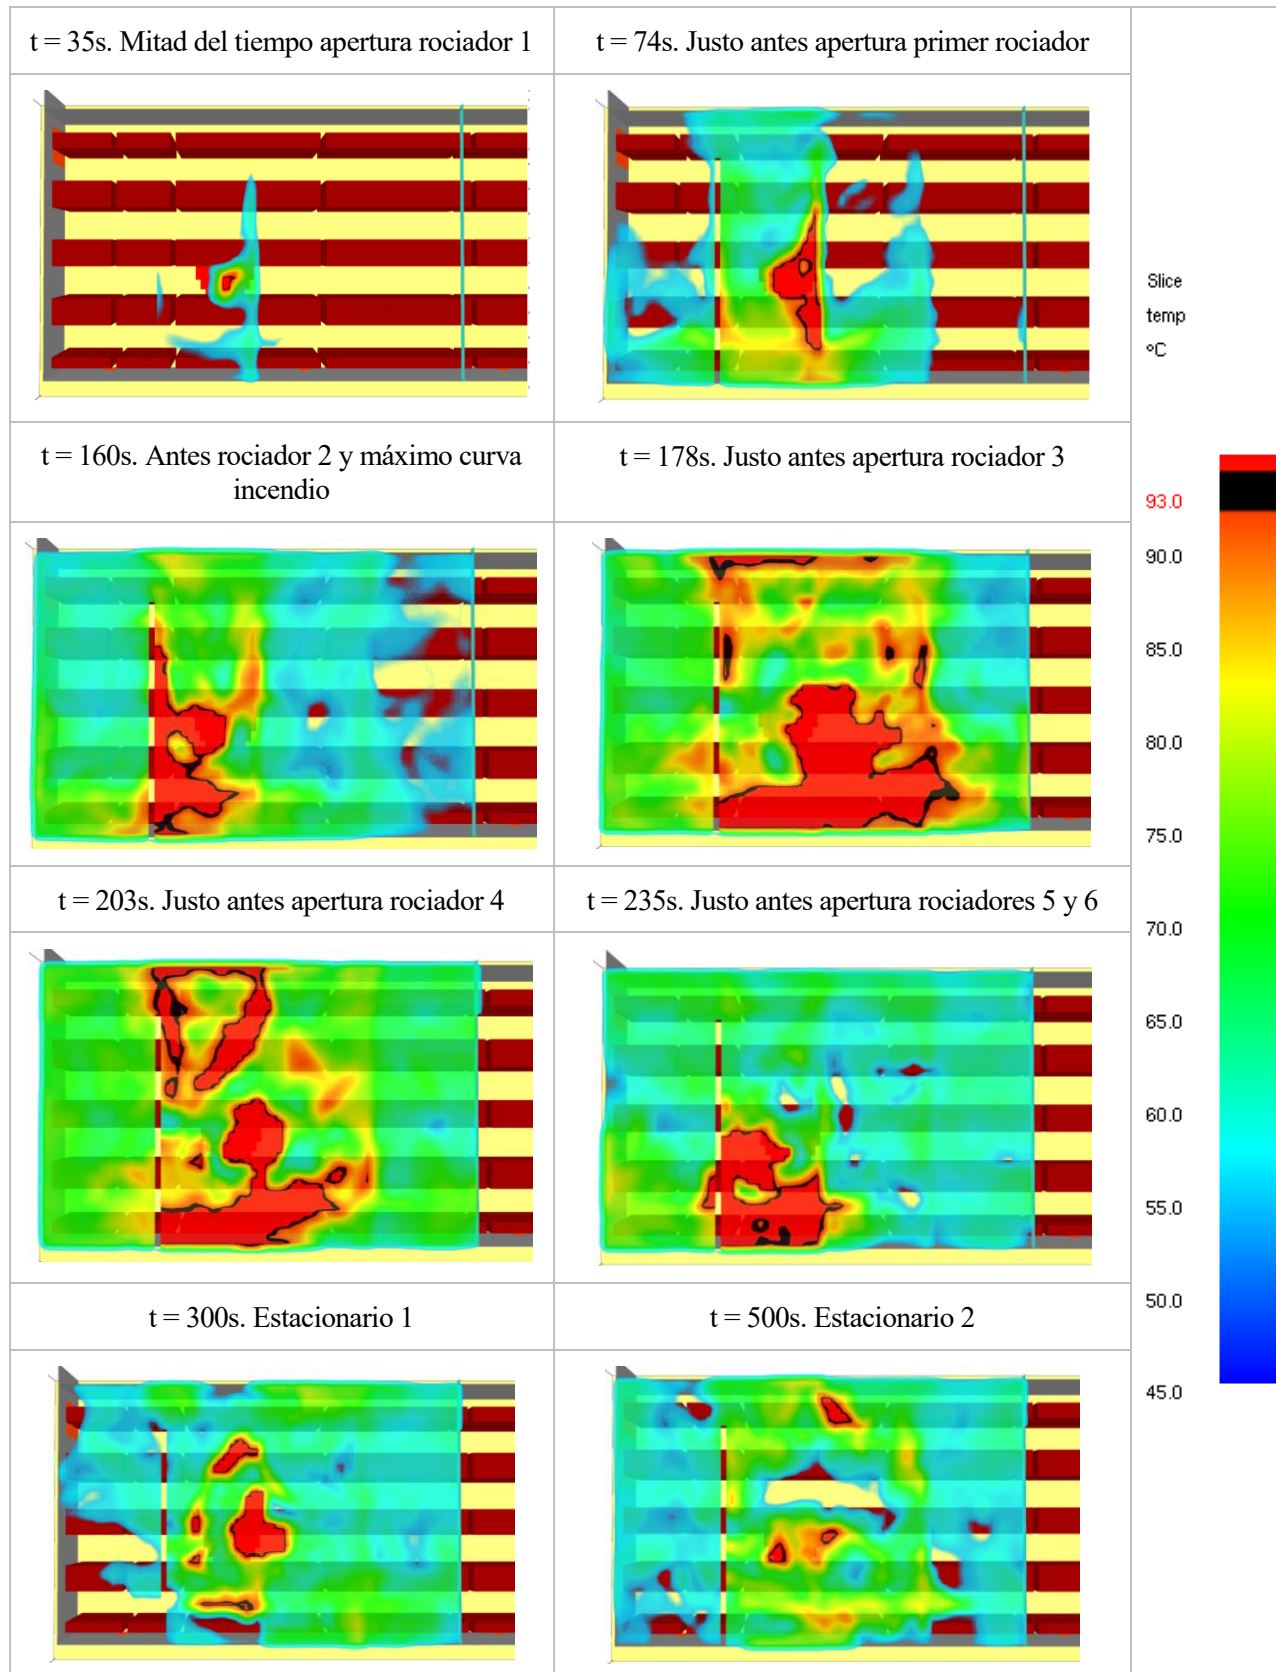 t = 35s. Mitad del tiempo apertura rociador 1
t = 74s. Justo antes apertura primer rociador
t = 160s. Antes rociador 2 y máximo curva
incendio
t = 178s. Justo antes apertura rociador 3
t = 203s. Justo antes apertura rociador 4
t = 235s. Justo antes apertura rociadores 5 y 6
t = 300s. Estacionario 1
t = 500s. Estacionario 2
Slice
temp
°C
93.0
90.0
85.0
80.0
75.0
70.0
65.0
60.0
55.0
50.0
45.0